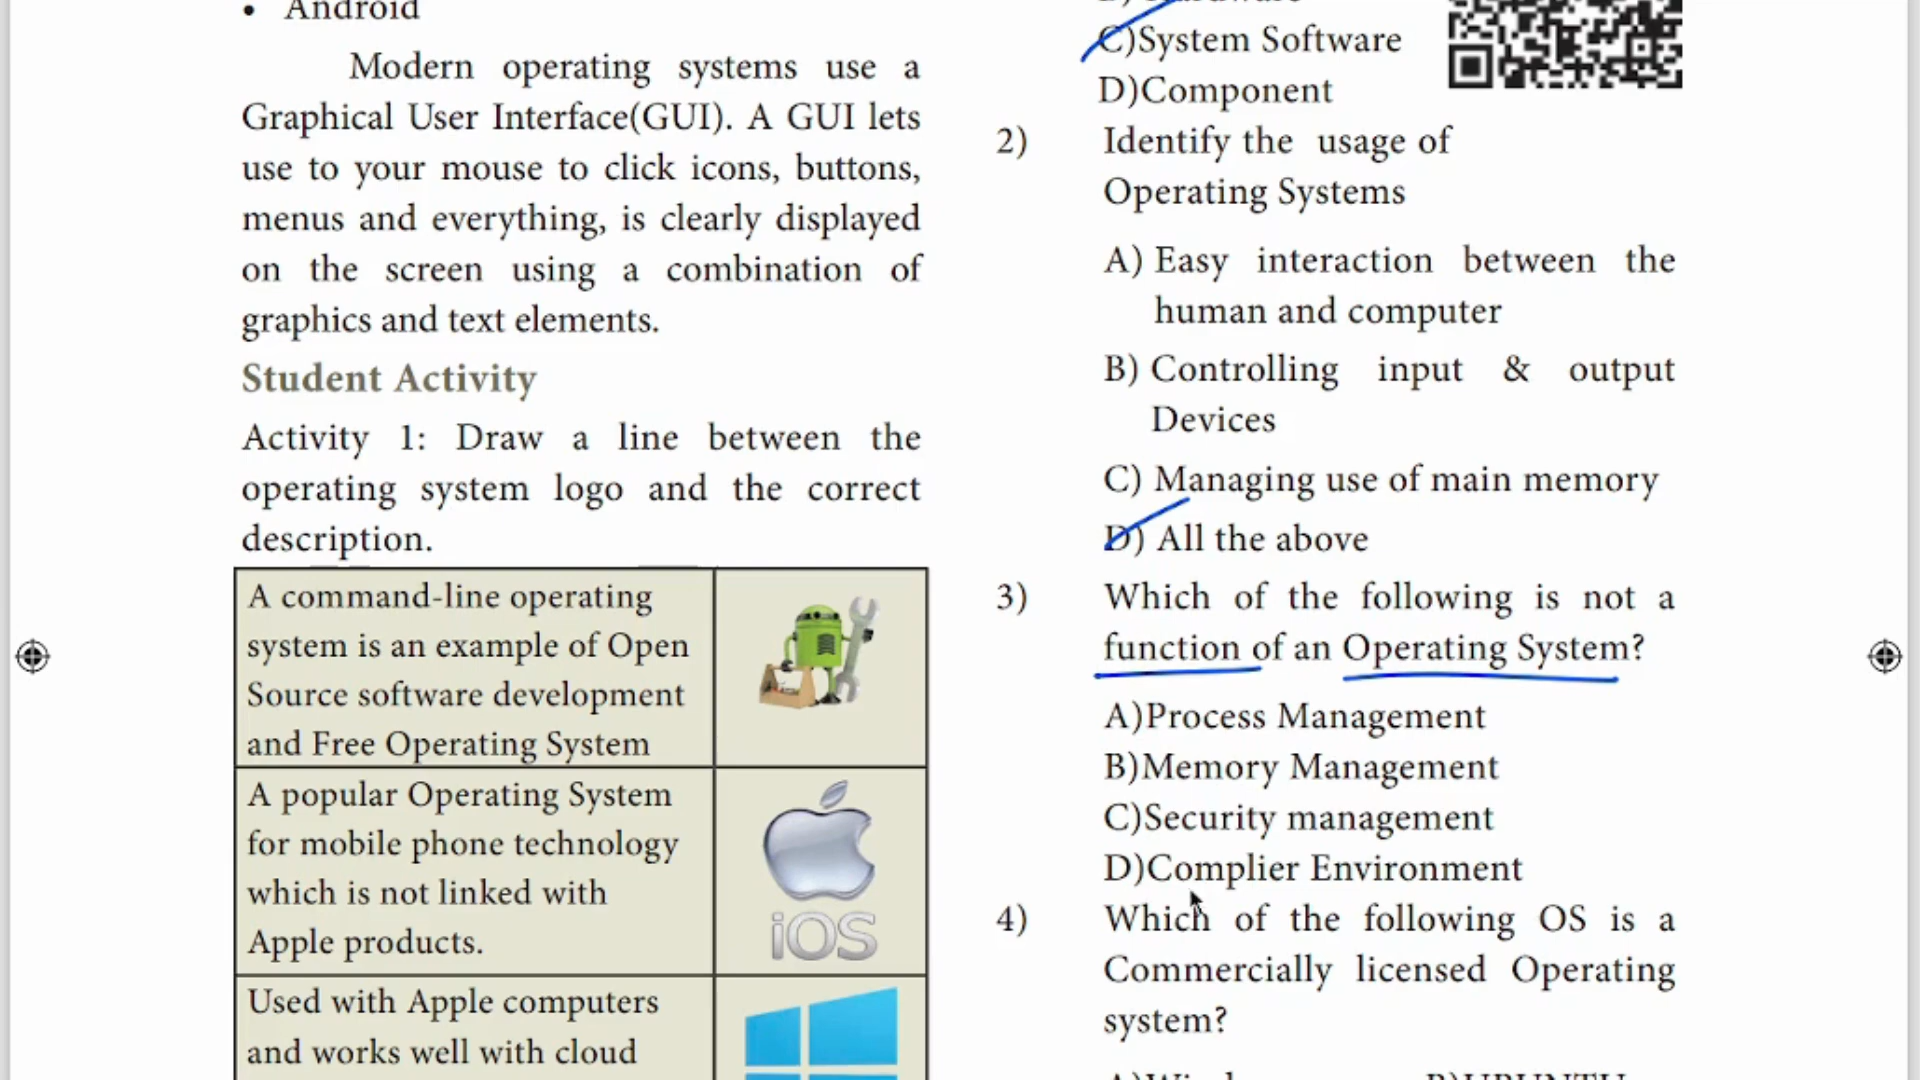 • Android
Modern operating systems use a
Graphical User Interface(GUI). A GUI lets
use to your mouse to click icons, buttons,
menus and everything, is clearly displayed
on the screen using a combination of
graphics and text elements.
Student Activity
Activity 1: Draw a line between the
operating system logo and the correct
description.
A command-line operating
system is an example of Open
Source software development
and Free Operating System
A popular Operating System
for mobile phone technology
which is not linked with
Apple products.
iOS
Used with Apple computers
and works well with cloud
C)System Software
D)Component
2) Identify the usage of
Operating Systems
A) Easy interaction between the
human and computer
B) Controlling input & output
Devices
C) Managing use of main memory
D) All the above
3) Which of the following is not a
function of an Operating System?
A)Process Management
B)Memory Management
C)Security management
D)Complier Environment
4) Which of the following OS is a
Commercially licensed Operating
system?